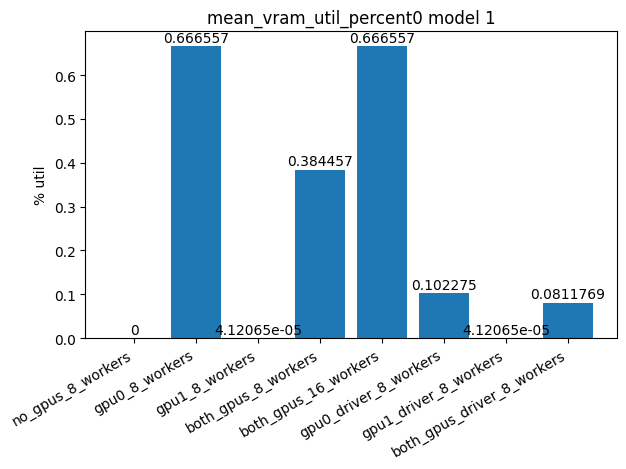 mean_vram_util_percent0 model 1
% util
0.6
0.5
0.4
0.3
0.2
0.1
0.0
0
0.666557
4.12065e-05
0.384457
0.666557
0.102275
4.12065e-05
0.0811769
no_gpus_8_workers
gpu0_8_workers
gpu1_8_workers
both_gpus_8_workers
both_gpus_16_workers
gpu0_driver_8_workers
gpu1_driver_8_workers
both_gpus_driver_8_workers